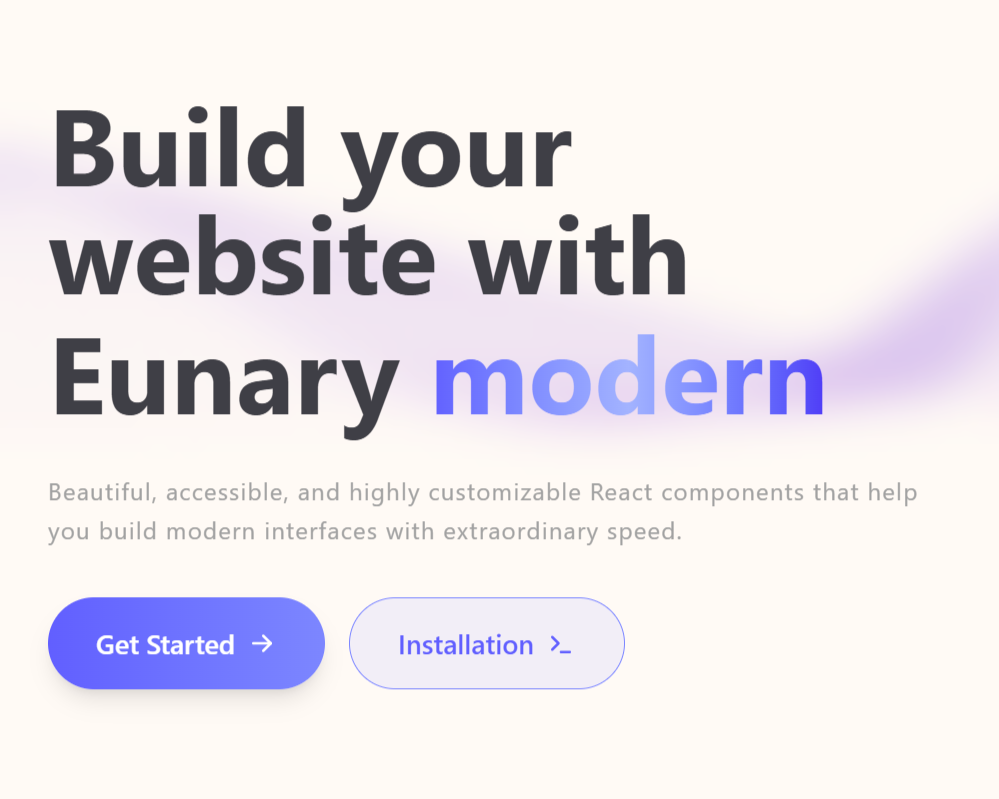 Build your
website with
Eunary modern
Beautiful, accessible, and highly customizable React components that help
you build modern interfaces with extraordinary speed.
Get Started
Installation